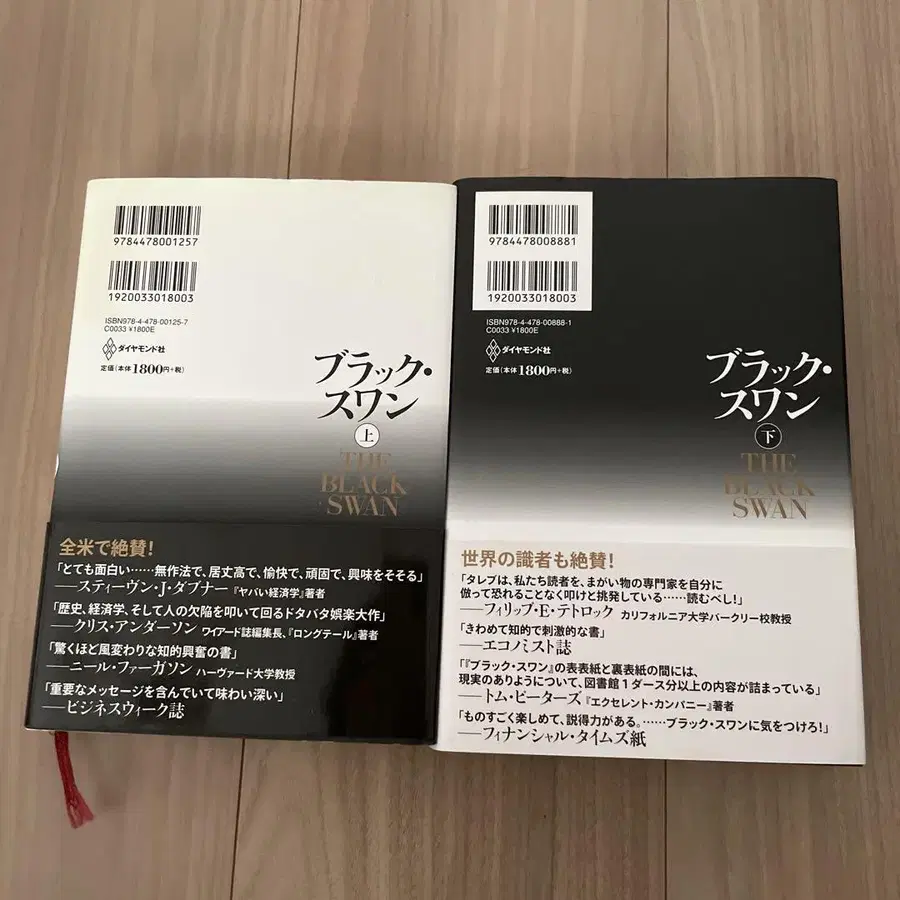 9784478001257
1920033018003
ISBN978-4-478-00125-7
C0033 ¥1800E
ダイヤモンド社
定価(本体1800円+税)
ブラック・
スワン
上
THE
BLACK
SWAN
全米で絶賛!
「とても面白い……無作法で、居丈高で、愉快で、頑固で、興味をそそる」
──スティーヴン・J・ダブナー 『ヤバい経済学』著者
「歴史、経済学、そして人の欠陥を叩いて回るドタバタ娯楽大作」
──クリス・アンダーソン ワイアード誌編集長、『ロングテール』著者
「驚くほど風変わりな知的興奮の書」
──ニール・ファーガソン ハーヴァード大学教授
「重要なメッセージを含んでいて味わい深い」
──ビジネスウィーク誌
9784478008881
1920033018003
ISBN978-4-478-00888-1
C0033 ¥1800E
ダイヤモンド社
定価(本体1800円+税)
ブラック・
スワン
下
THE
BLACK
SWAN
世界の識者も絶賛!
「タレブは、私たち読者を、まがい物の専門家を自分に
倣って恐れることなく叩けと挑発している……読むべし!」
──フィリップ・E・テトロック カリフォルニア大学バークリー校教授
「きわめて知的で刺激的な書」
──エコノミスト誌
「『ブラック・スワン』の表表紙と裏表紙の間には、
現実のありようについて、図書館1ダース分以上の内容が詰まっている」
──トム・ピーターズ 『エクセレント・カンパニー』著者
「ものすごく楽しめて、説得力がある。……ブラック・スワンに気をつけろ!」
──フィナンシャル・タイムズ紙